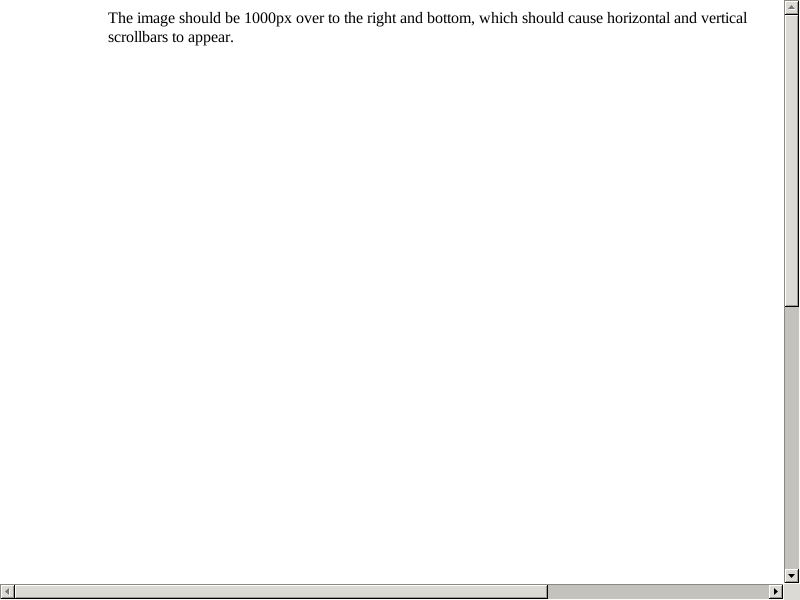 The image should be 1000px over to the right and bottom, which should cause horizontal and vertical
scrollbars to appear.